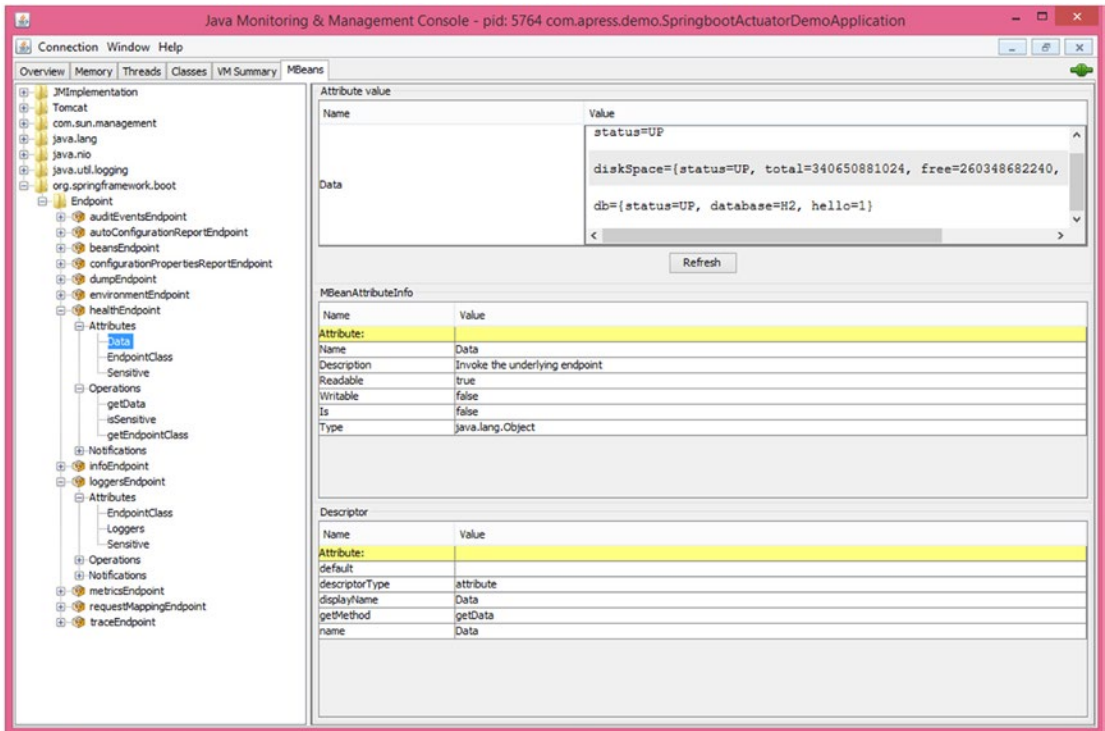 Java Monitoring & Management Console - pid: 5764 com.apress.demo.SpringbootActuatorDemoApplication
Connection Window Help
Overview Memory Threads Classes VM Summary MBeans
JMImplementation
Tomcat
com.sun.management
java.lang
java.nio
java.util.logging
org.springframework.boot
Endpoint
auditEventsEndpoint
autoConfigurationReportEndpoint
beansEndpoint
configurationPropertiesReportEndpoint
dumpEndpoint
environmentEndpoint
healthEndpoint
Attributes
Data
EndpointClass
Sensitive
Operations
getData
isSensitive
getEndpointClass
Notifications
infoEndpoint
loggersEndpoint
Attributes
EndpointClass
Loggers
Sensitive
Operations
Notifications
metricsEndpoint
requestMappingEndpoint
traceEndpoint
Attribute value
Name Value
Data
status=UP
diskSpace={status=UP, total=340650881024, free=260348682240,
db={status=UP, database=H2, hello=1}
Refresh
MBeanAttributeInfo
Name Value
Attribute:
Name Data
Description Invoke the underlying endpoint
Readable true
Writable false
Is false
Type java.lang.Object
Descriptor
Name Value
Attribute:
default
descriptorType attribute
displayName Data
getMethod getData
name Data